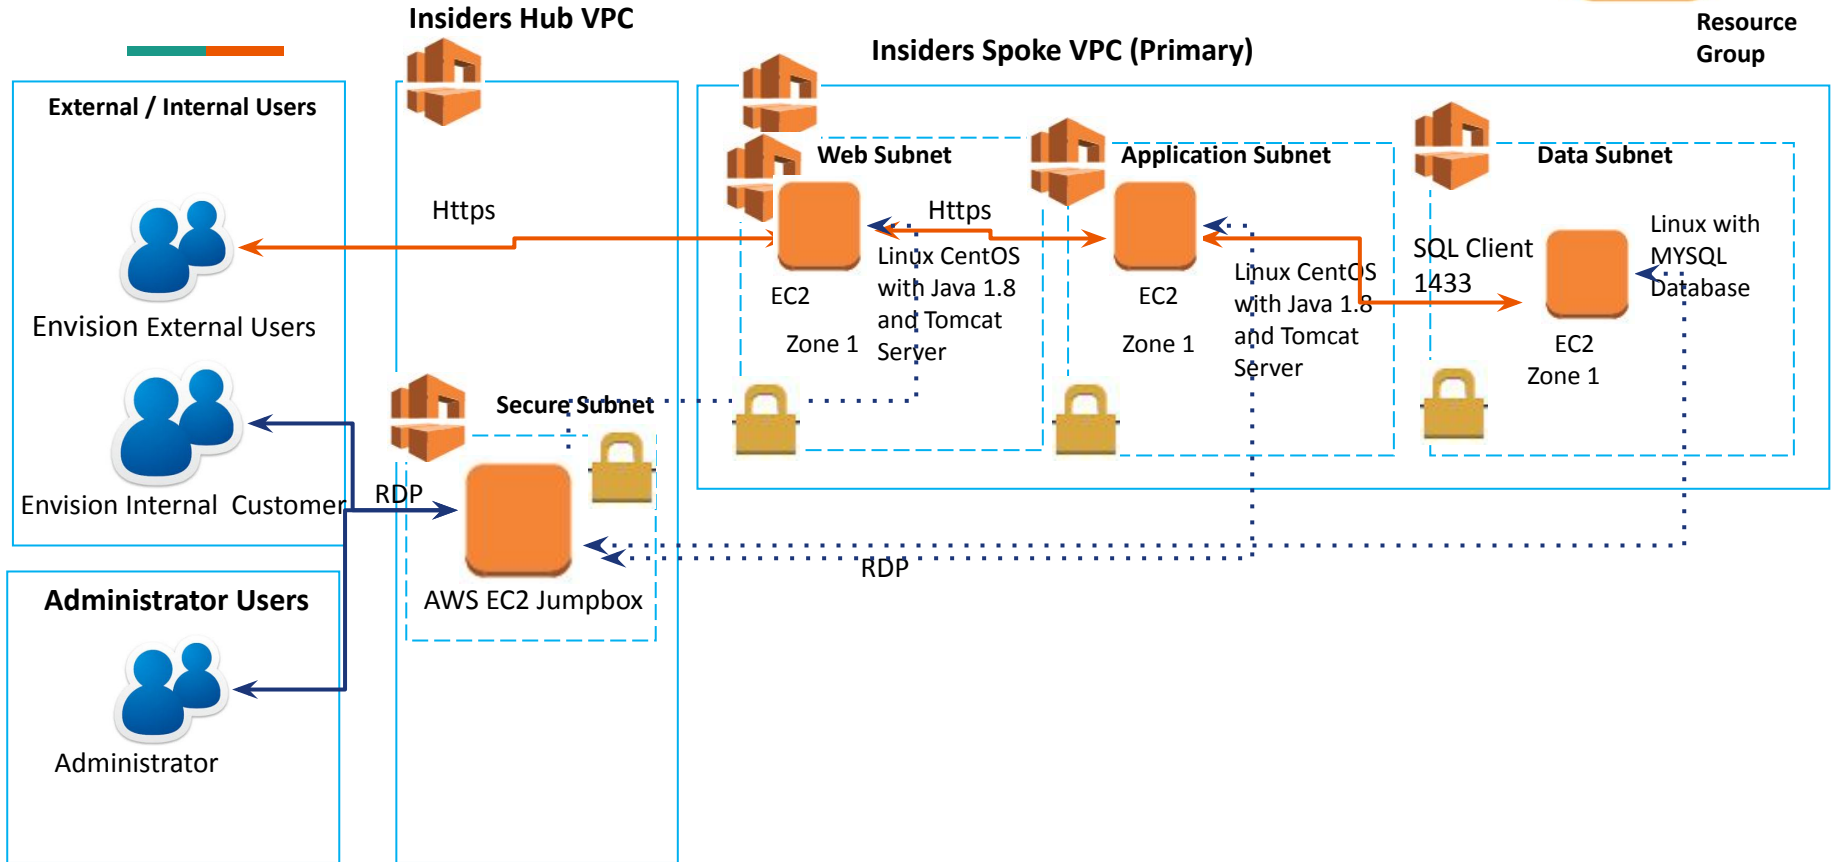 Insiders Hub VPC
Insiders Spoke VPC (Primary)
Resource
Group
External / Internal Users
Envision External Users
Envision Internal  Customer
Administrator Users
Administrator
Https
RDP
Secure Subnet
AWS EC2 Jumpbox
Web Subnet
EC2
Zone 1
Linux CentOS
with Java 1.8
and Tomcat
Server
Https
Application Subnet
EC2
Zone 1
Linux CentOS
with Java 1.8
and Tomcat
Server
SQL Client
1433
Data Subnet
Linux with
MYSQL
Database
EC2
Zone 1
RDP